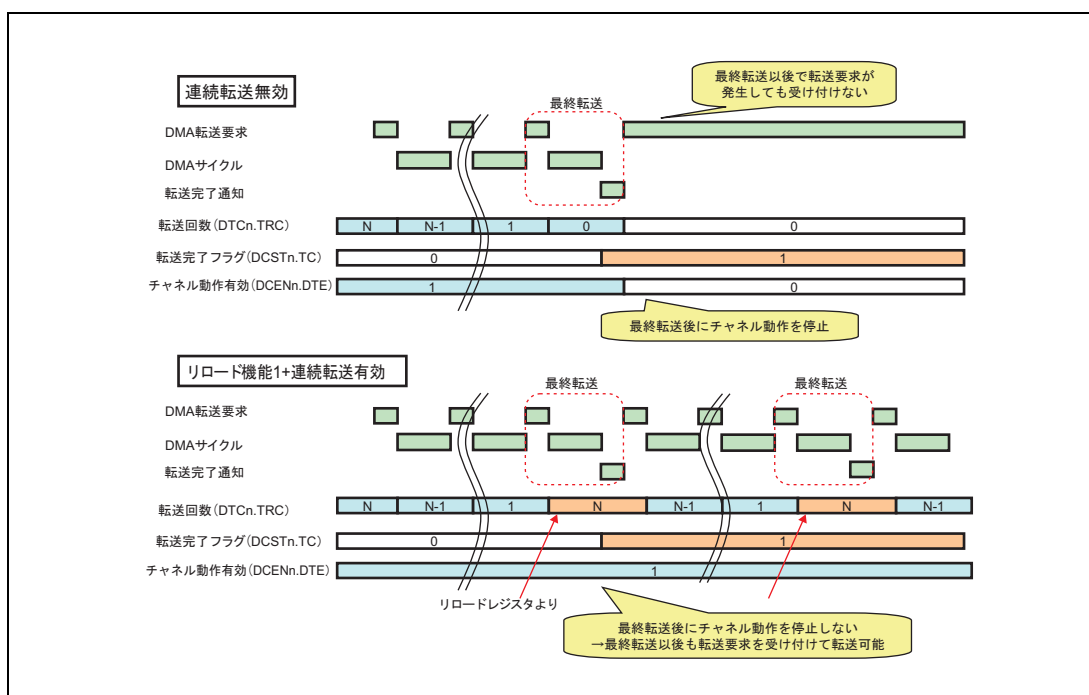 連続転送無効
最終転送以後で転送要求が
発生しても受け付けない
最終転送
DMA転送要求
DMAサイクル
転送完了通知
転送回数(DTCn.TRC) N N-1 1 0 0
転送完了フラグ(DCSTn.TC) 0 1
チャネル動作有効(DCENn.DTE) 1 0
最終転送後にチャネル動作を停止
リロード機能1+連続転送有効
最終転送 最終転送
DMA転送要求
DMAサイクル
転送完了通知
転送回数(DTCn.TRC) N N-1 1 N N-1 1 N N-1
転送完了フラグ(DCSTn.TC) 0 1
チャネル動作有効(DCENn.DTE) 1
リロードレジスタより
最終転送後にチャネル動作を停止しない
→最終転送以後も転送要求を受け付けて転送可能